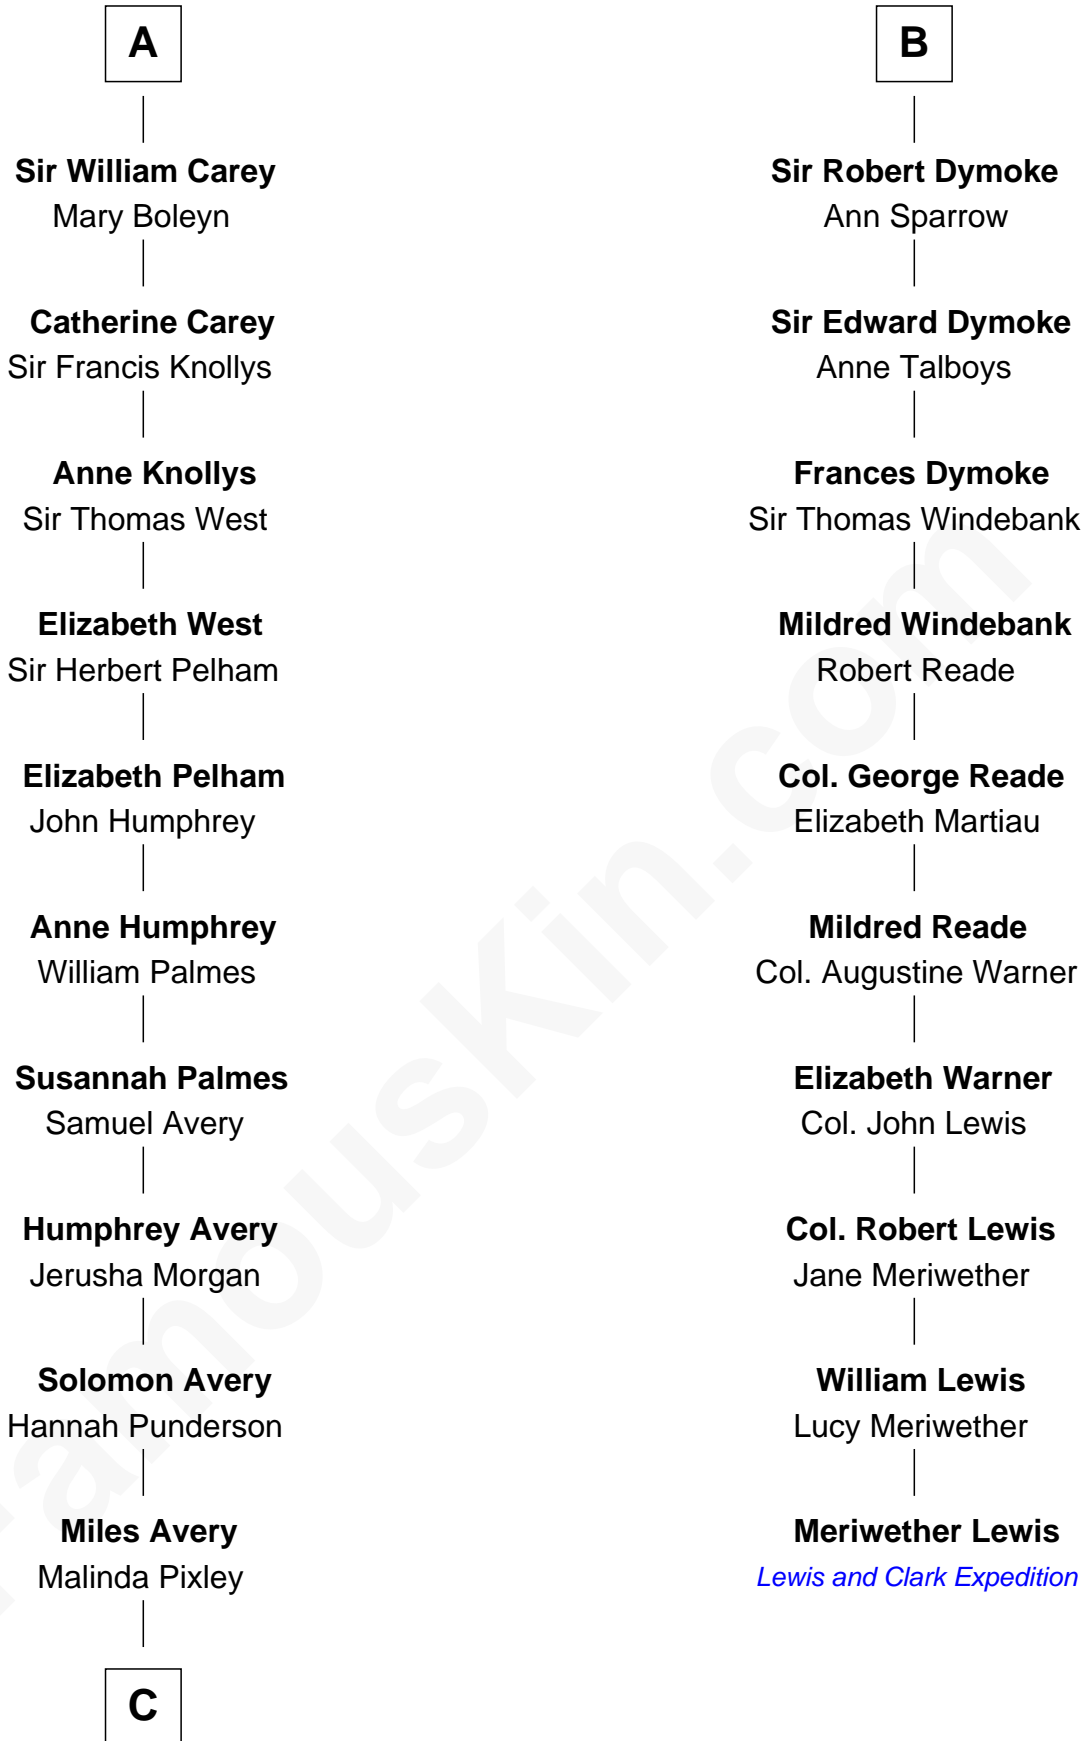 A
Sir William Carey
Mary Boleyn
Catherine Carey
Sir Francis Knollys
Anne Knollys
Sir Thomas West
Elizabeth West
Sir Herbert Pelham
Elizabeth Pelham
John Humphrey
Anne Humphrey
William Palmes
Susannah Palmes
Samuel Avery
Humphrey Avery
Jerusha Morgan
Solomon Avery
Hannah Punderson
Miles Avery
Malinda Pixley
C
B
Sir Robert Dymoke
Ann Sparrow
Sir Edward Dymoke
Anne Talboys
Frances Dymoke
Sir Thomas Windebank
Mildred Windebank
Robert Reade
Col. George Reade
Elizabeth Martiau
Mildred Reade
Col. Augustine Warner
Elizabeth Warner
Col. John Lewis
Col. Robert Lewis
Jane Meriwether
William Lewis
Lucy Meriwether
Meriwether Lewis
Lewis and Clark Expedition
FamousKin.com